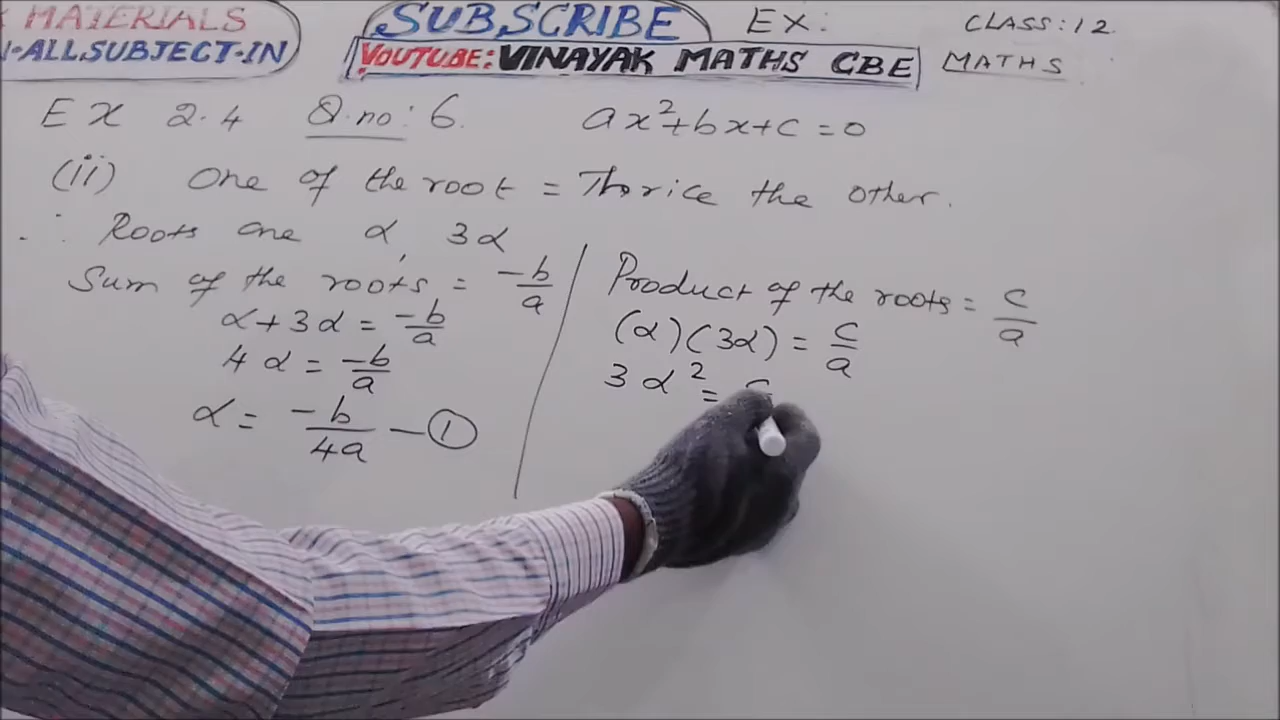 MATERIALS
-ALL.SUBJECT.IN
SUBSCRIBE
YOUTUBE: VINAYAK MATHS CBE
EX:
CLASS: 12
MATHS
EX 2.4 Q.no: 6. ax²+bx+c=0
(ii) One of the root = Thrice the other.
∴ Roots are α, 3α
Sum of the roots = -b/a
α+3α = -b/a
4α = -b/a
α = -b/4a — ①
Product of the roots = c/a
(α)(3α) = c/a
3α² = c